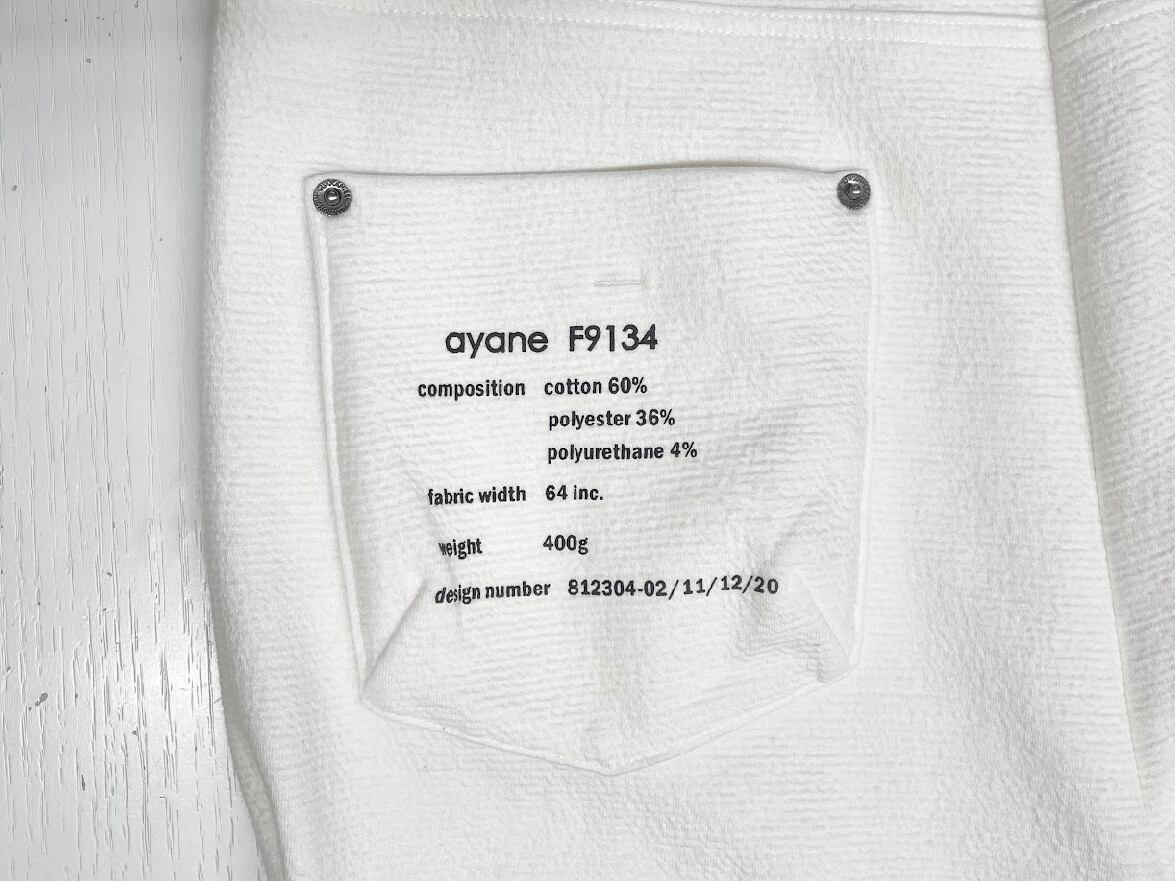 ayane F9134
composition cotton 60%
polyester 36%
polyurethane 4%
fabric width 64 inc.
weight 400g
design number 812304-02/11/12/20